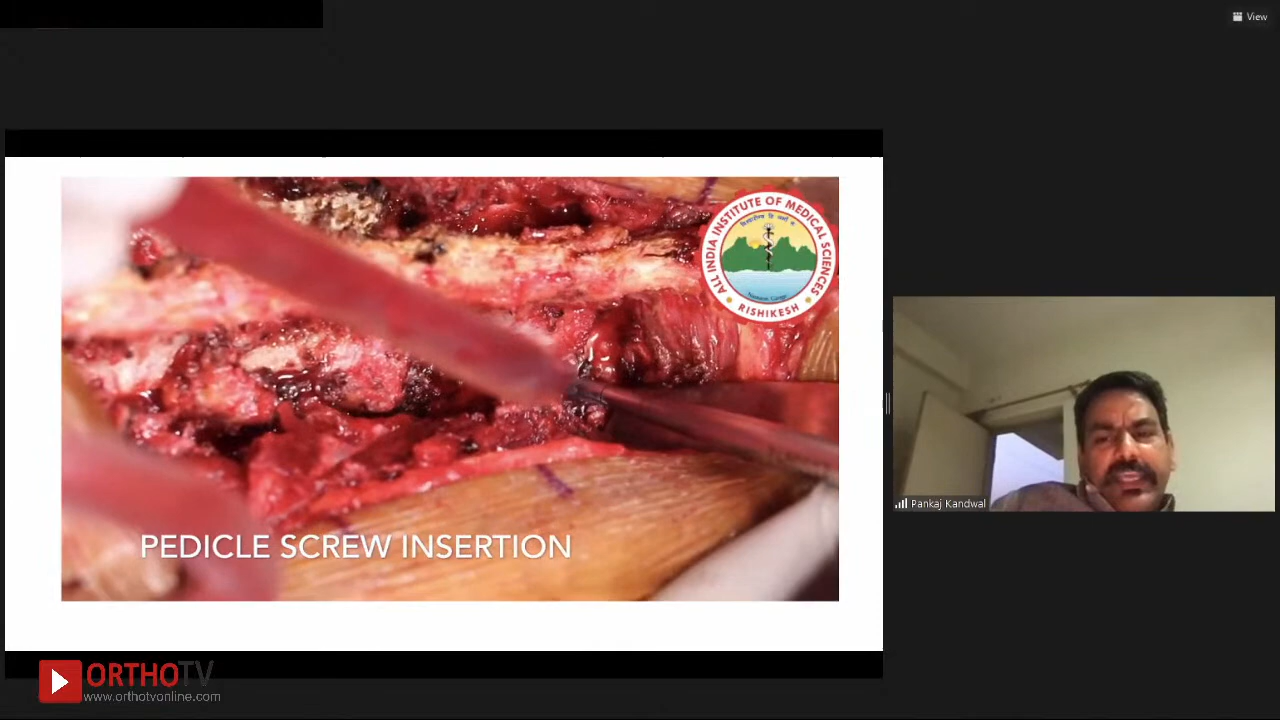 View
ALL INDIA INSTITUTE OF MEDICAL SCIENCES
RISHIKESH
PEDICLE SCREW INSERTION
Pankaj Kandwal
ORTHOTV
www.orthotvonline.com